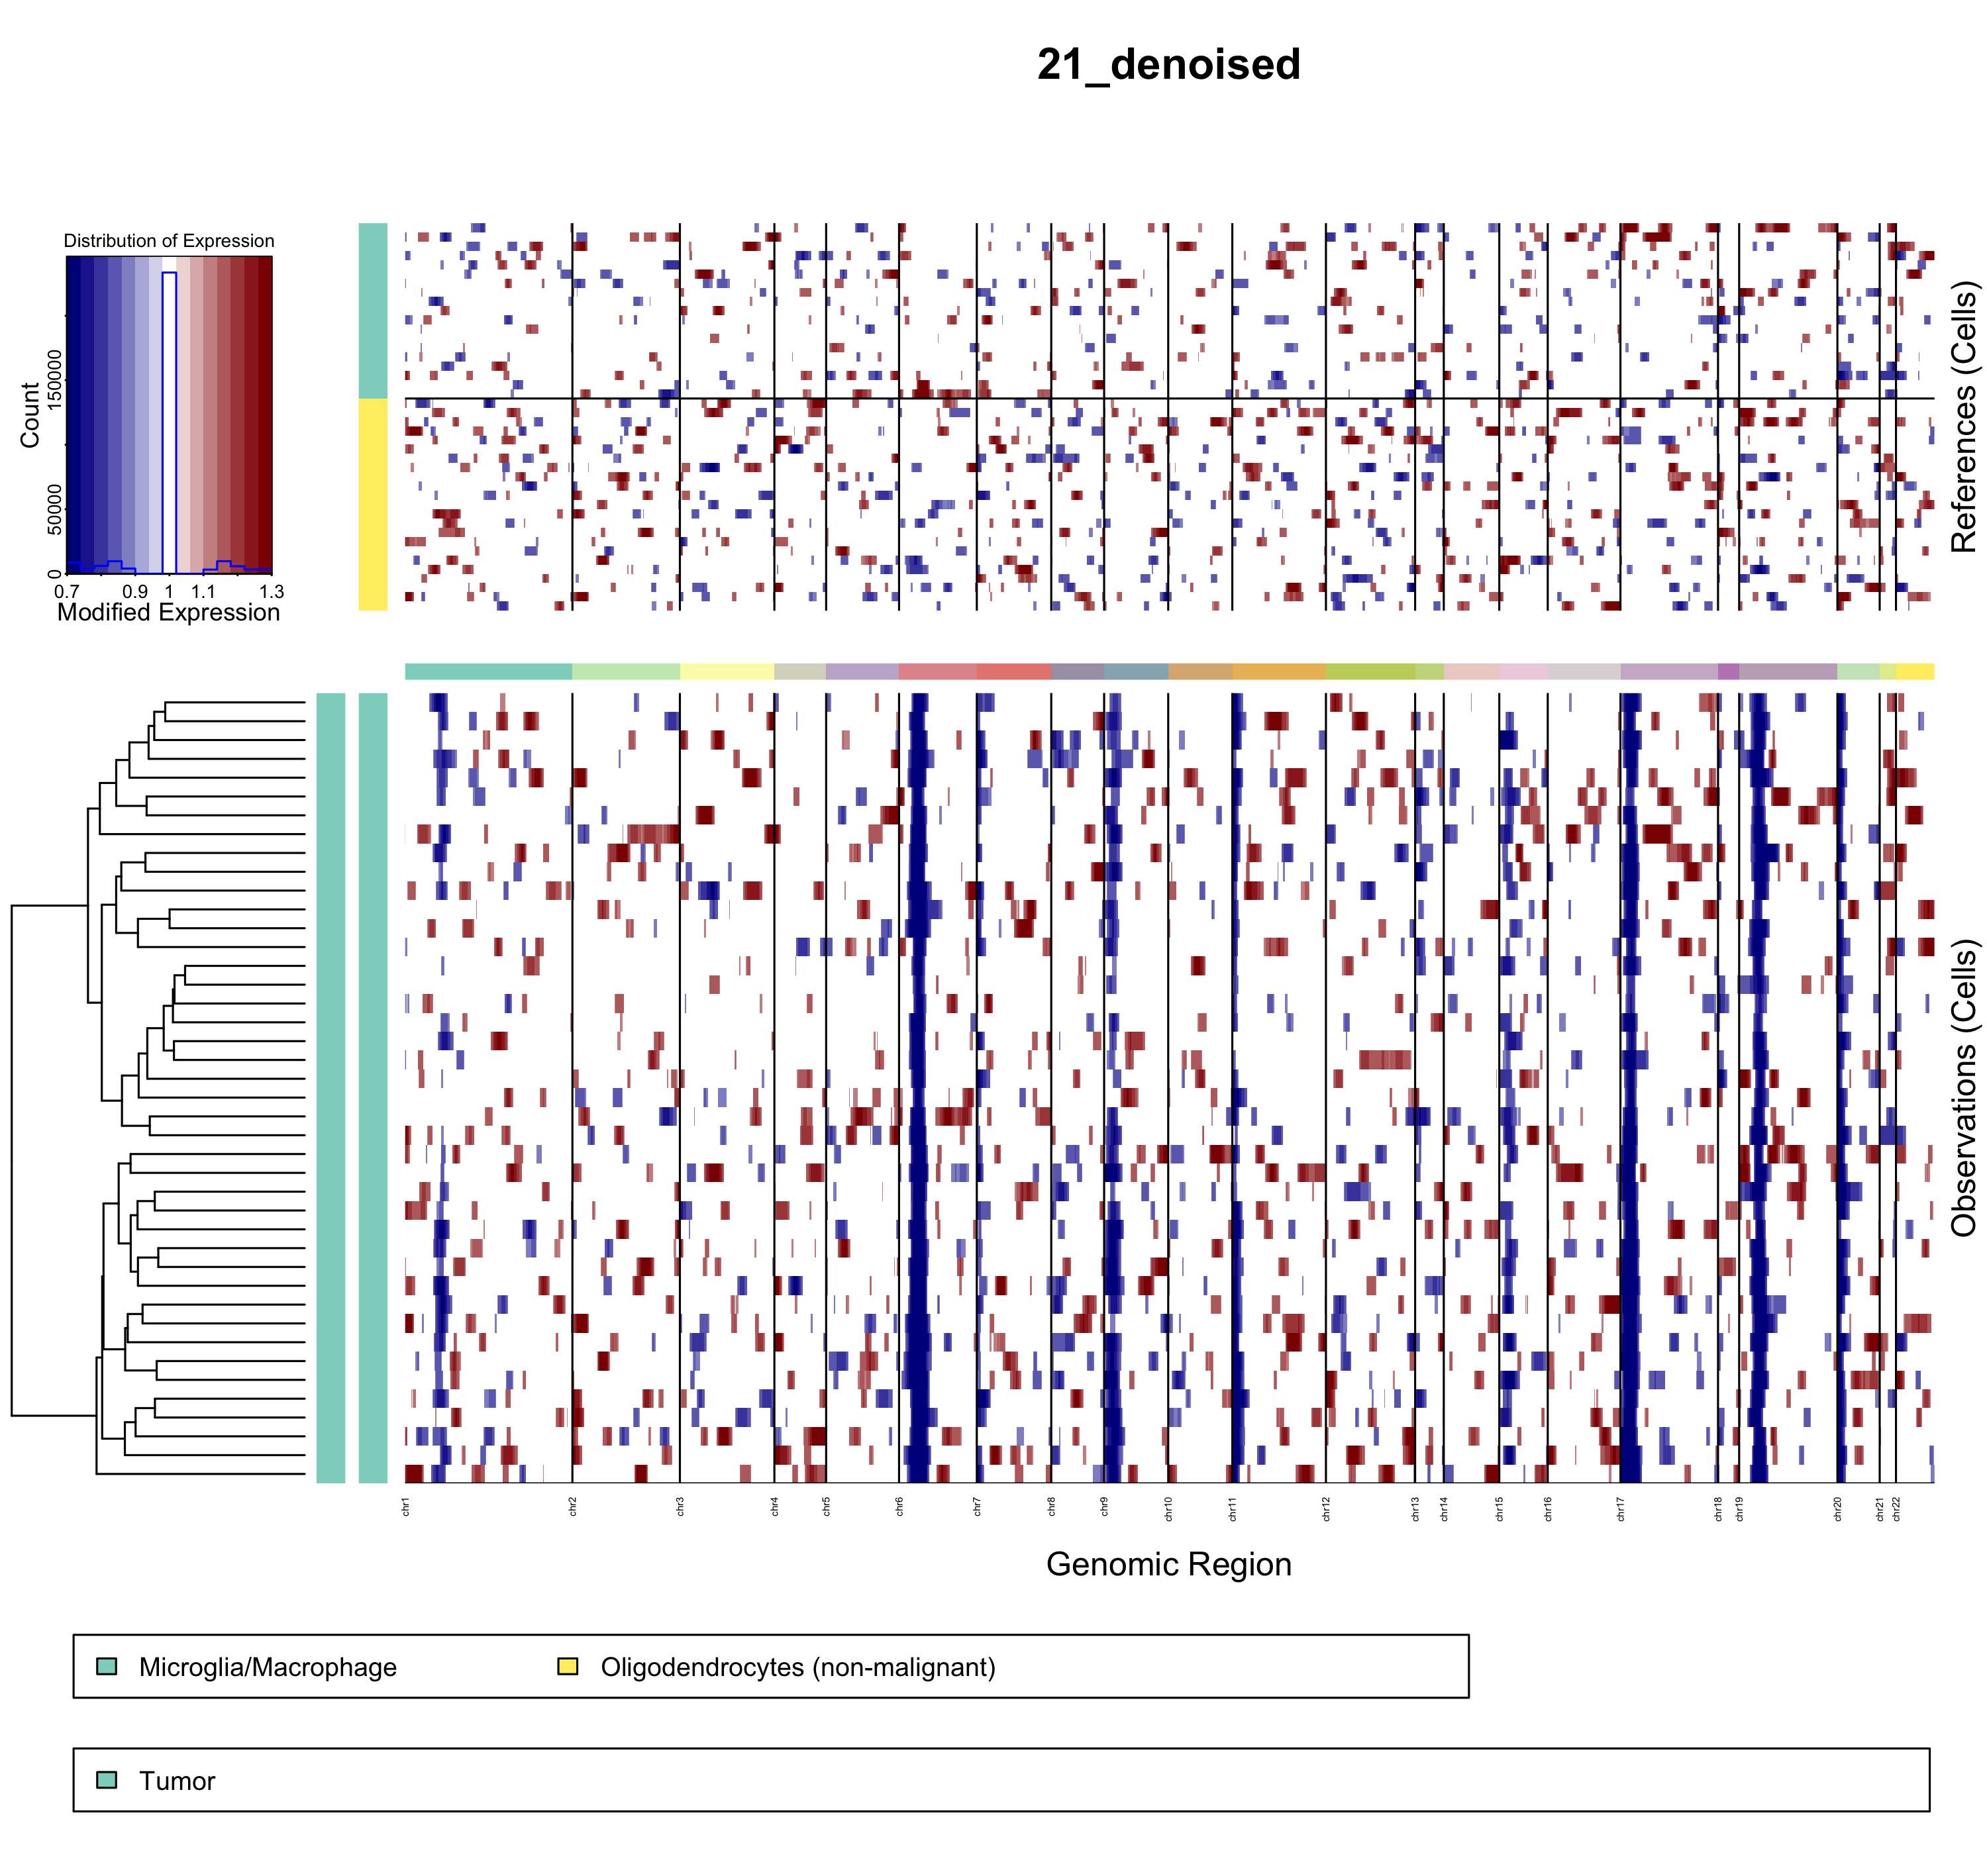 21_denoised
Distribution of Expression
Count
0
50000
150000
0.7
0.9
1
1.1
1.3
Modified Expression
References (Cells)
Observations (Cells)
chr1
chr2
chr3
chr4
chr5
chr6
chr7
chr8
chr9
chr10
chr11
chr12
chr13
chr14
chr15
chr16
chr17
chr18
chr19
chr20
chr21
chr22
Genomic Region
Microglia/Macrophage
Oligodendrocytes (non-malignant)
Tumor